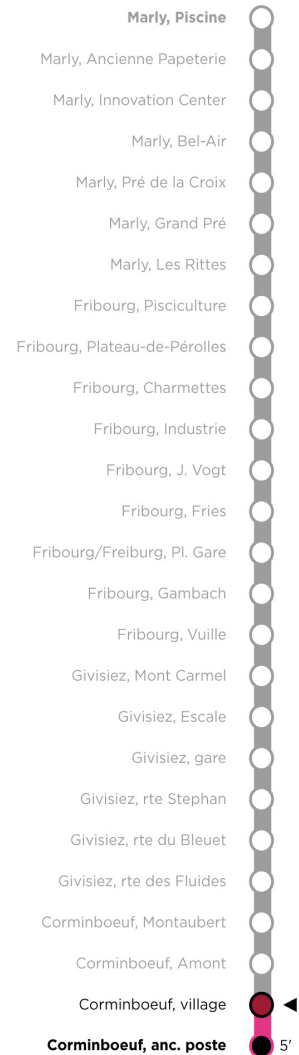 Marly, Piscine
Marly, Ancienne Papeterie
Marly, Innovation Center
Marly, Bel-Air
Marly, Pré de la Croix
Marly, Grand Pré
Marly, Les Rittes
Fribourg, Pisciculture
Fribourg, Plateau-de-Pérolles
Fribourg, Charmettes
Fribourg, Industrie
Fribourg, J. Vogt
Fribourg, Fries
Fribourg/Freiburg, Pl. Gare
Fribourg, Gambach
Fribourg, Vuille
Givisiez, Mont Carmel
Givisiez, Escale
Givisiez, gare
Givisiez, rte Stephan
Givisiez, rte du Bleuet
Givisiez, rte des Fluides
Corminboeuf, Montaubert
Corminboeuf, Amont
Corminboeuf, village
Corminboeuf, anc. poste 5'